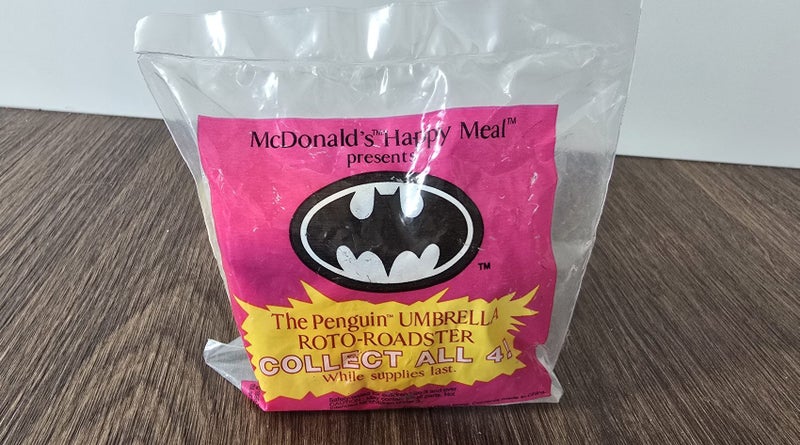 McDonald's™ Happy Meal™
presents
TM
The Penguin™ UMBRELLA
ROTO-ROADSTER
COLLECT ALL 4!
While supplies last.